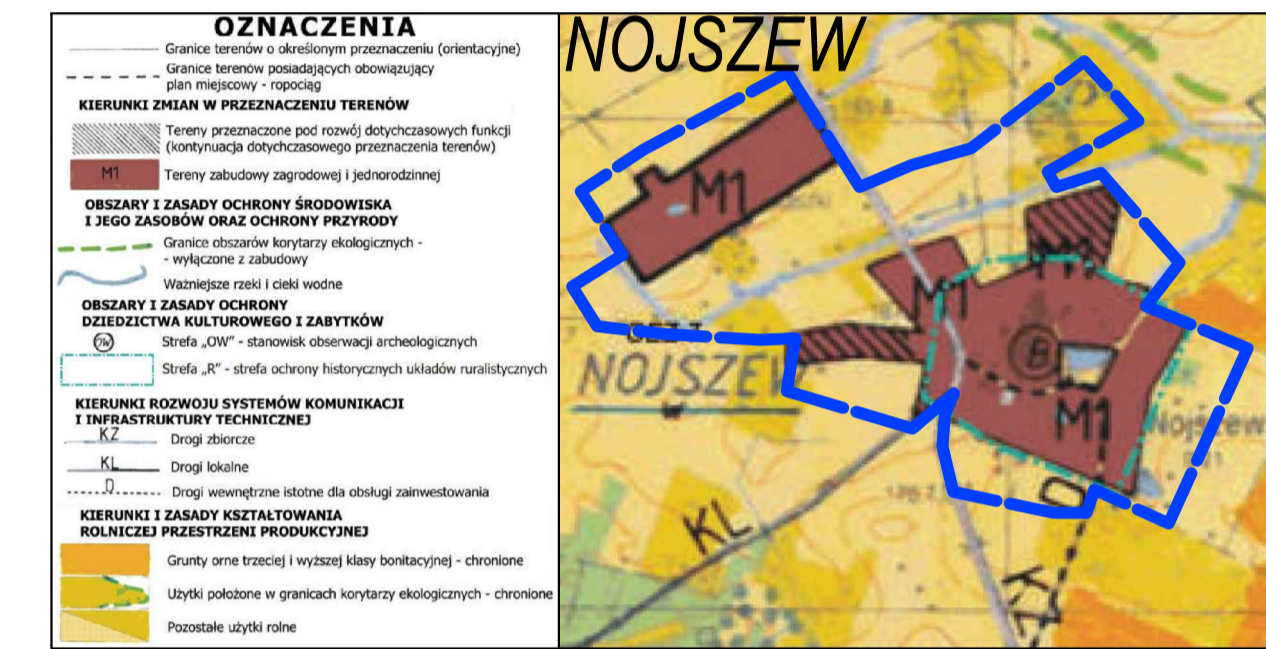 OZNACZENIA
Granice terenów o określonym przeznaczeniu (orientacyjne)
Granice terenów posiadających obowiązujący
plan miejscowy - ropociąg
KIERUNKI ZMIAN W PRZEZNACZENIU TERENÓW
Tereny przeznaczone pod rozwój dotychczasowych funkcji
(kontynuacja dotychczasowego przeznaczenia terenów)
M1
Tereny zabudowy zagrodowej i jednorodzinnej
OBSZARY I ZASADY OCHRONY ŚRODOWISKA
I JEGO ZASOBÓW ORAZ OCHRONY PRZYRODY
Granice obszarów korytarzy ekologicznych -
- wyłączone z zabudowy
Ważniejsze rzeki i cieki wodne
OBSZARY I ZASADY OCHRONY
DZIEDZICTWA KULTUROWEGO I ZABYTKÓW
OW
Strefa „OW" - stanowisk obserwacji archeologicznych
Strefa „R" - strefa ochrony historycznych układów ruralistycznych
KIERUNKI ROZWOJU SYSTEMÓW KOMUNIKACJI
I INFRASTRUKTURY TECHNICZNEJ
KZ
Drogi zbiorcze
KL
Drogi lokalne
D
Drogi wewnętrzne istotne dla obsługi zainwestowania
KIERUNKI I ZASADY KSZTAŁTOWANIA
ROLNICZEJ PRZESTRZENI PRODUKCYJNEJ
Grunty orne trzeciej i wyższej klasy bonitacyjnej - chronione
Użytki położone w granicach korytarzy ekologicznych - chronione
Pozostałe użytki rolne
NOJSZEW
M1
M1
M1
B
NOJSZEW
M1
Nojszew
D
KL
KZ